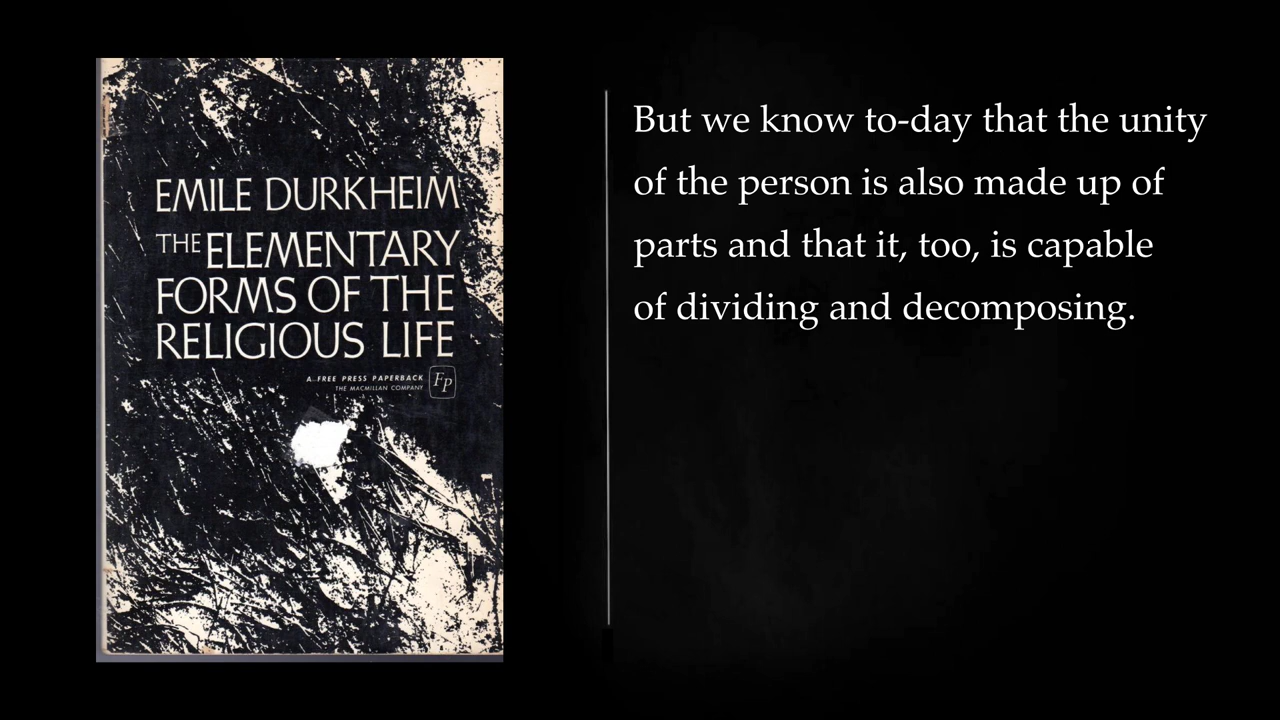 EMILE DURKHEIM
THE ELEMENTARY
FORMS OF THE
RELIGIOUS LIFE
A FREE PRESS PAPERBACK
THE MACMILLAN COMPANY
FP
But we know to-day that the unity
of the person is also made up of
parts and that it, too, is capable
of dividing and decomposing.